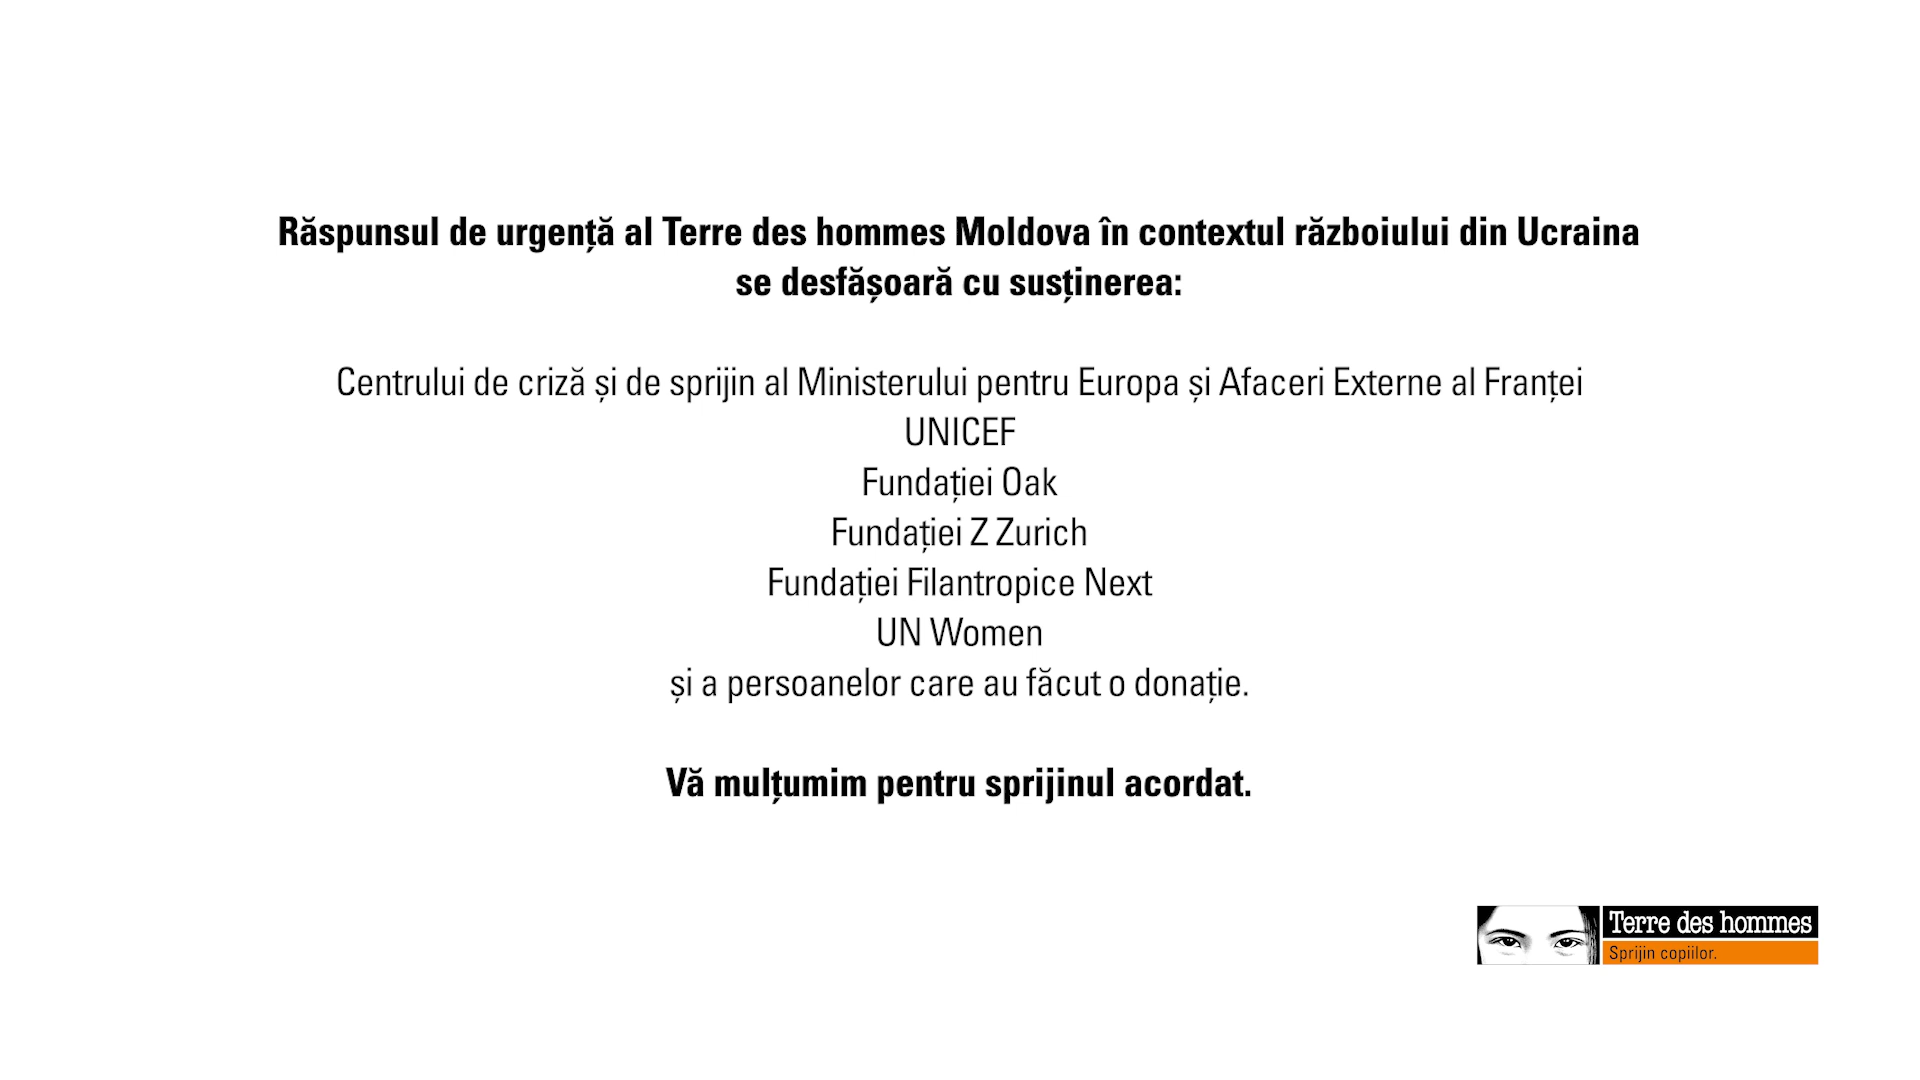 Răspunsul de urgență al Terre des hommes Moldova în contextul războiului din Ucraina
se desfășoară cu susținerea:
Centrului de criză și de sprijin al Ministerului pentru Europa și Afaceri Externe al Franței
UNICEF
Fundației Oak
Fundației Z Zurich
Fundației Filantropice Next
UN Women
și a persoanelor care au făcut o donație.
Vă mulțumim pentru sprijinul acordat.
Terre des hommes
Sprijin copiilor.